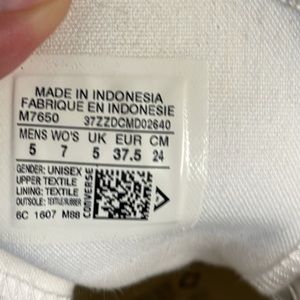 MADE IN INDONESIA
FABRIQUE EN INDONESIE
M7650 37ZZDCMD02640
MENS WO'S UK EUR CM
5 7 5 37.5 24
GENDER: UNISEX
UPPER TEXTILE
LINING: TEXTILE
OUTSOLE: TEXTILE/RUBBER
CONVERSE
6C 1607 M88